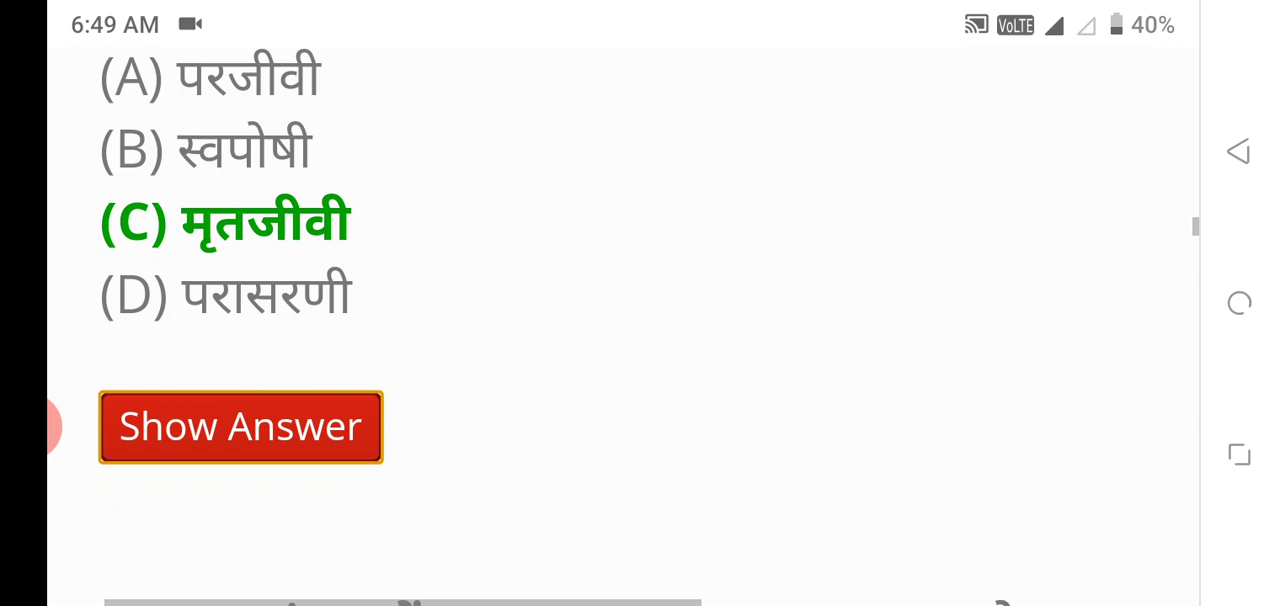 6:49 AM VoLTE 40%
(A) परजीवी
(B) स्वपोषी
(C) मृतजीवी
(D) परासरणी
Show Answer